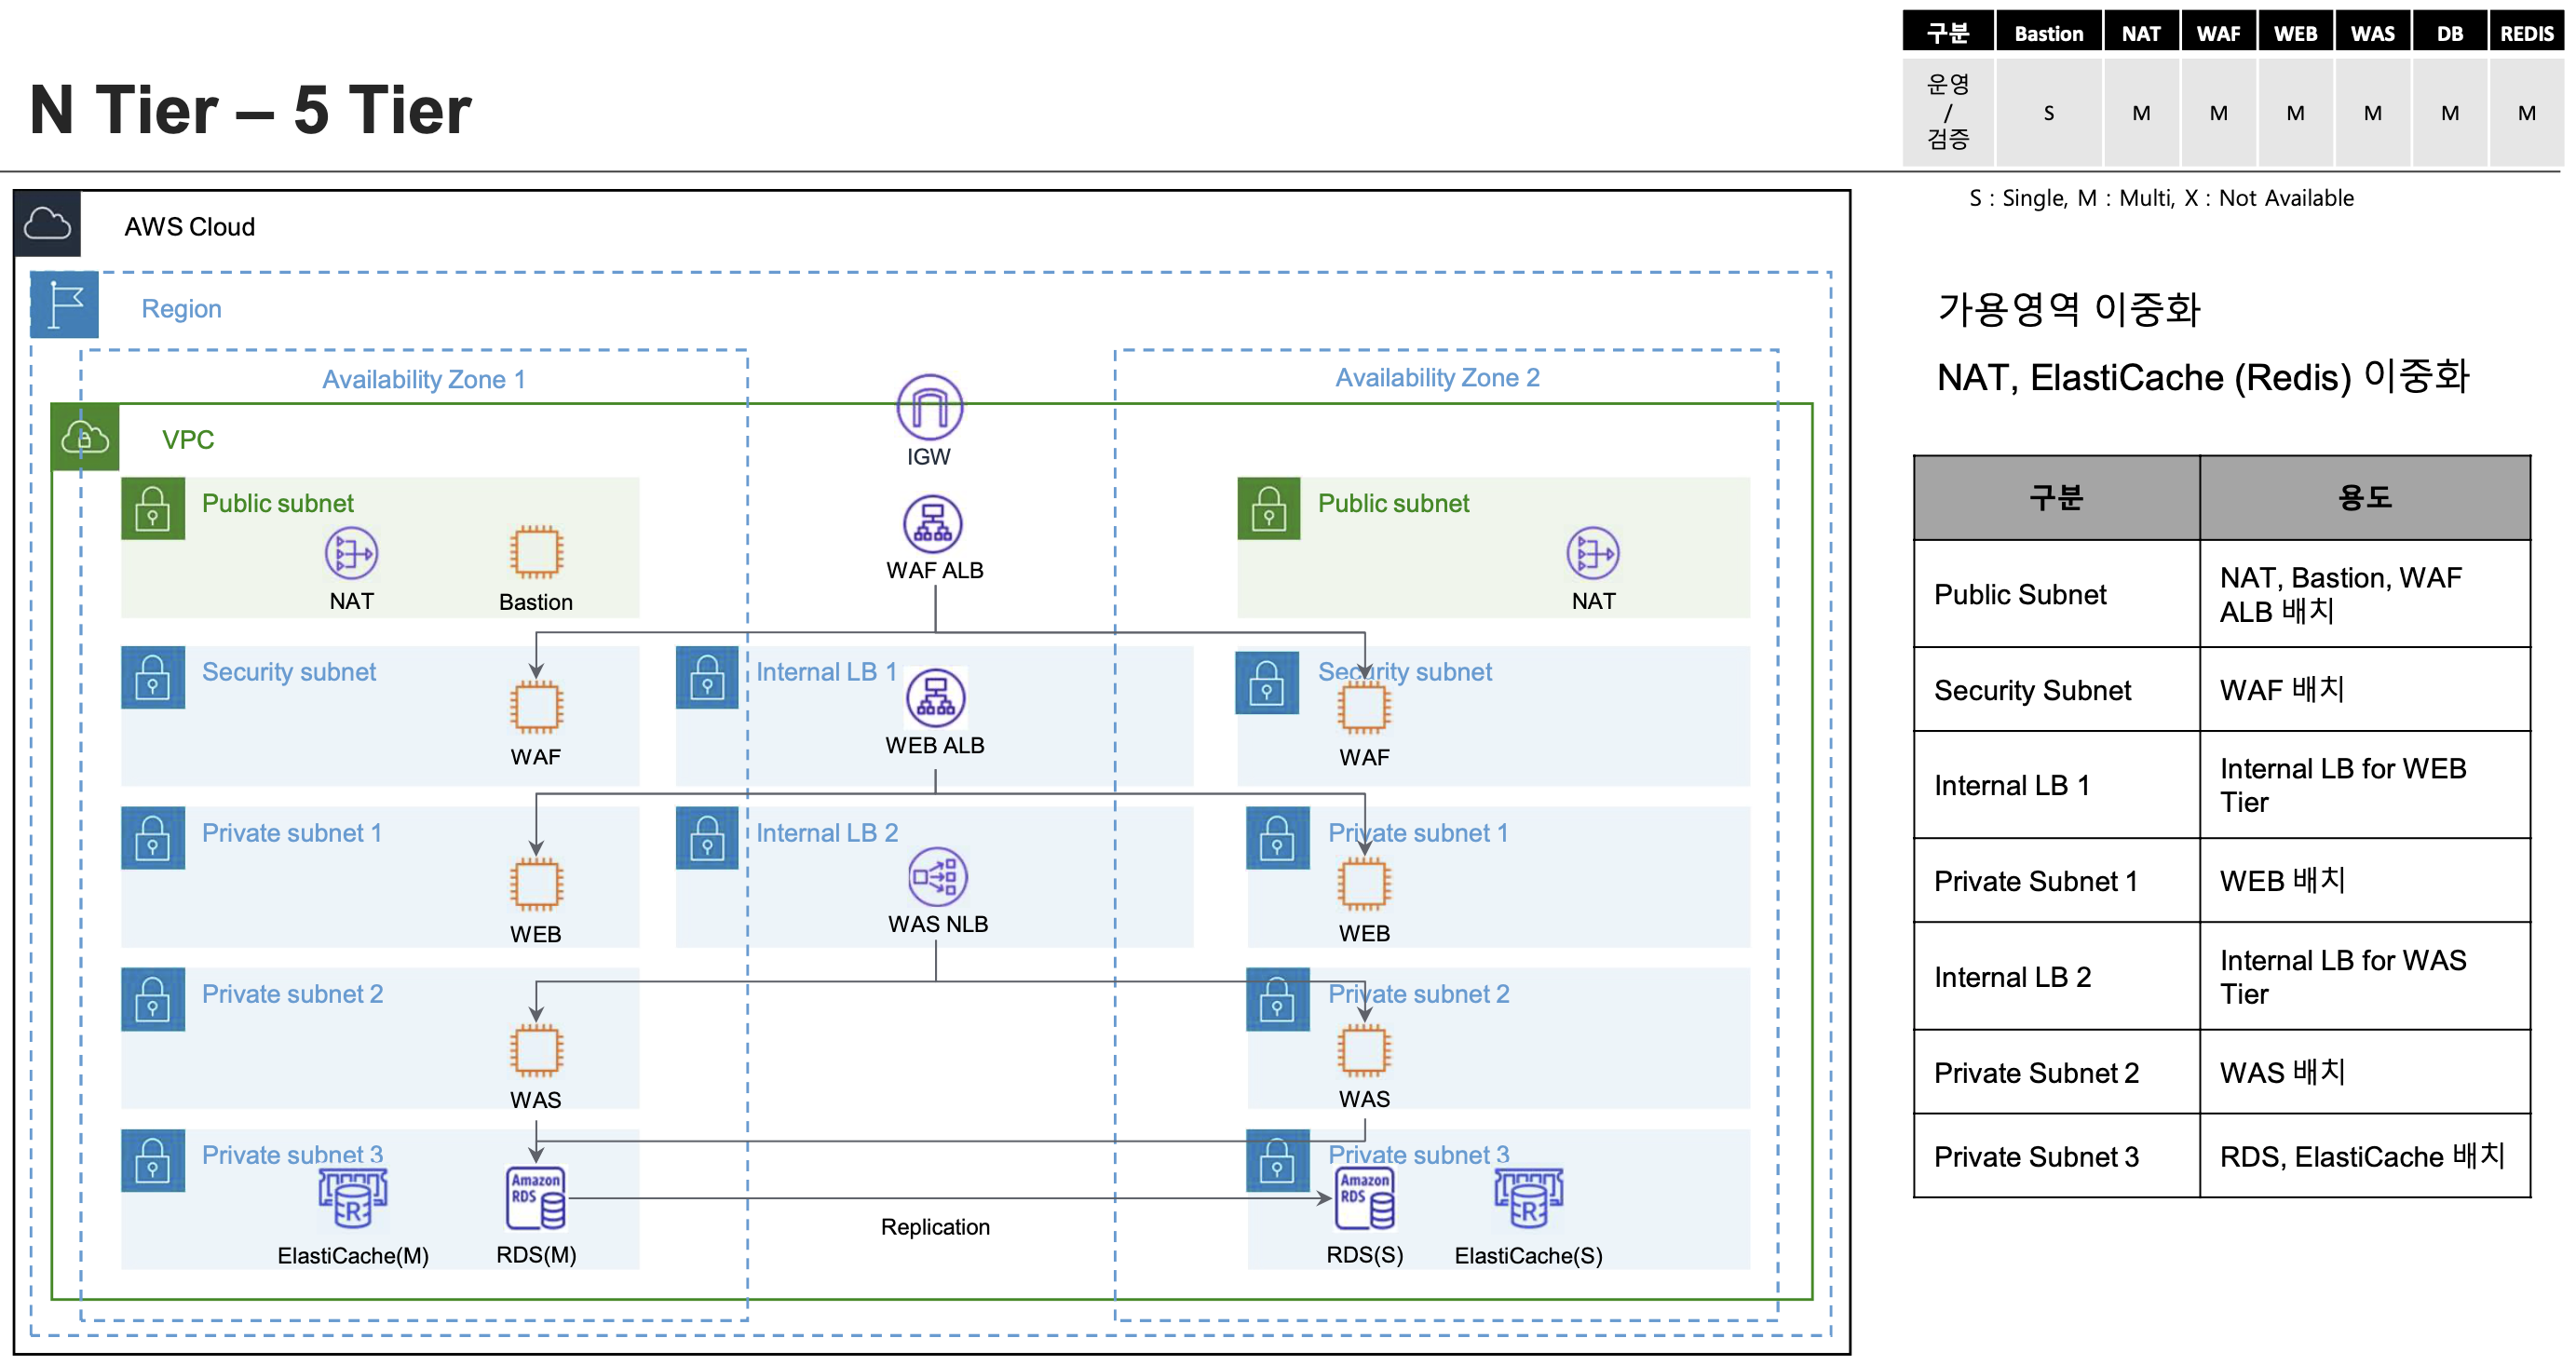 구분 Bastion NAT WAF WEB WAS DB REDIS
운영
/
검증
S M M M M M M
N Tier – 5 Tier
S : Single, M : Multi, X : Not Available
AWS Cloud
Region
Availability Zone 1
Availability Zone 2
VPC
IGW
Public subnet
NAT
Bastion
WAF ALB
Public subnet
NAT
Security subnet
WAF
Internal LB 1
WEB ALB
Security subnet
WAF
Private subnet 1
WEB
Internal LB 2
WAS NLB
Private subnet 1
WEB
Private subnet 2
WAS
Private subnet 2
WAS
Private subnet 3
R
ElastiCache(M)
Amazon
RDS
RDS(M)
Replication
Private subnet 3
Amazon
RDS
RDS(S)
R
ElastiCache(S)
가용영역 이중화
NAT, ElastiCache (Redis) 이중화
구분 용도
Public Subnet
NAT, Bastion, WAF
ALB 배치
Security Subnet
WAF 배치
Internal LB 1
Internal LB for WEB
Tier
Private Subnet 1
WEB 배치
Internal LB 2
Internal LB for WAS
Tier
Private Subnet 2
WAS 배치
Private Subnet 3
RDS, ElastiCache 배치